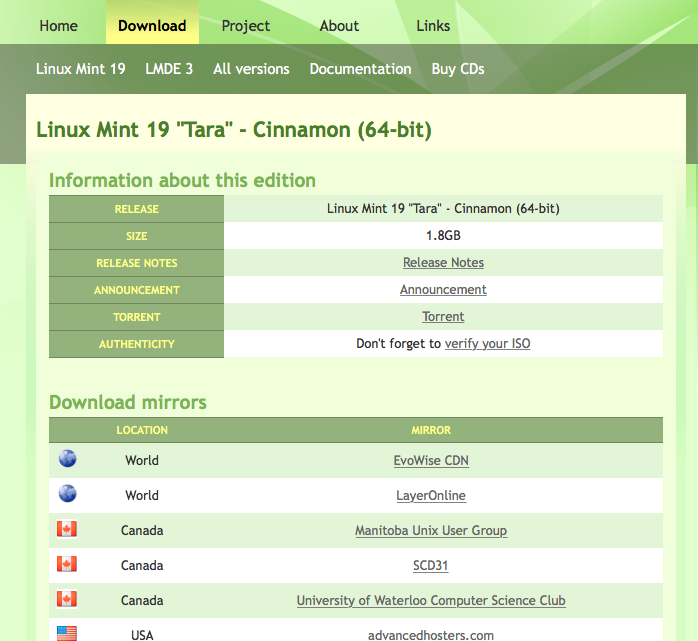 Home Download Project About Links
Linux Mint 19 LMDE 3 All versions Documentation Buy CDs
Linux Mint 19 "Tara" - Cinnamon (64-bit)
Information about this edition
RELEASE Linux Mint 19 "Tara" - Cinnamon (64-bit)
SIZE 1.8GB
RELEASE NOTES Release Notes
ANNOUNCEMENT Announcement
TORRENT Torrent
AUTHENTICITY Don't forget to verify your ISO
Download mirrors
LOCATION MIRROR
World EvoWise CDN
World LayerOnline
Canada Manitoba Unix User Group
Canada SCD31
Canada University of Waterloo Computer Science Club
USA advancedhosters.com